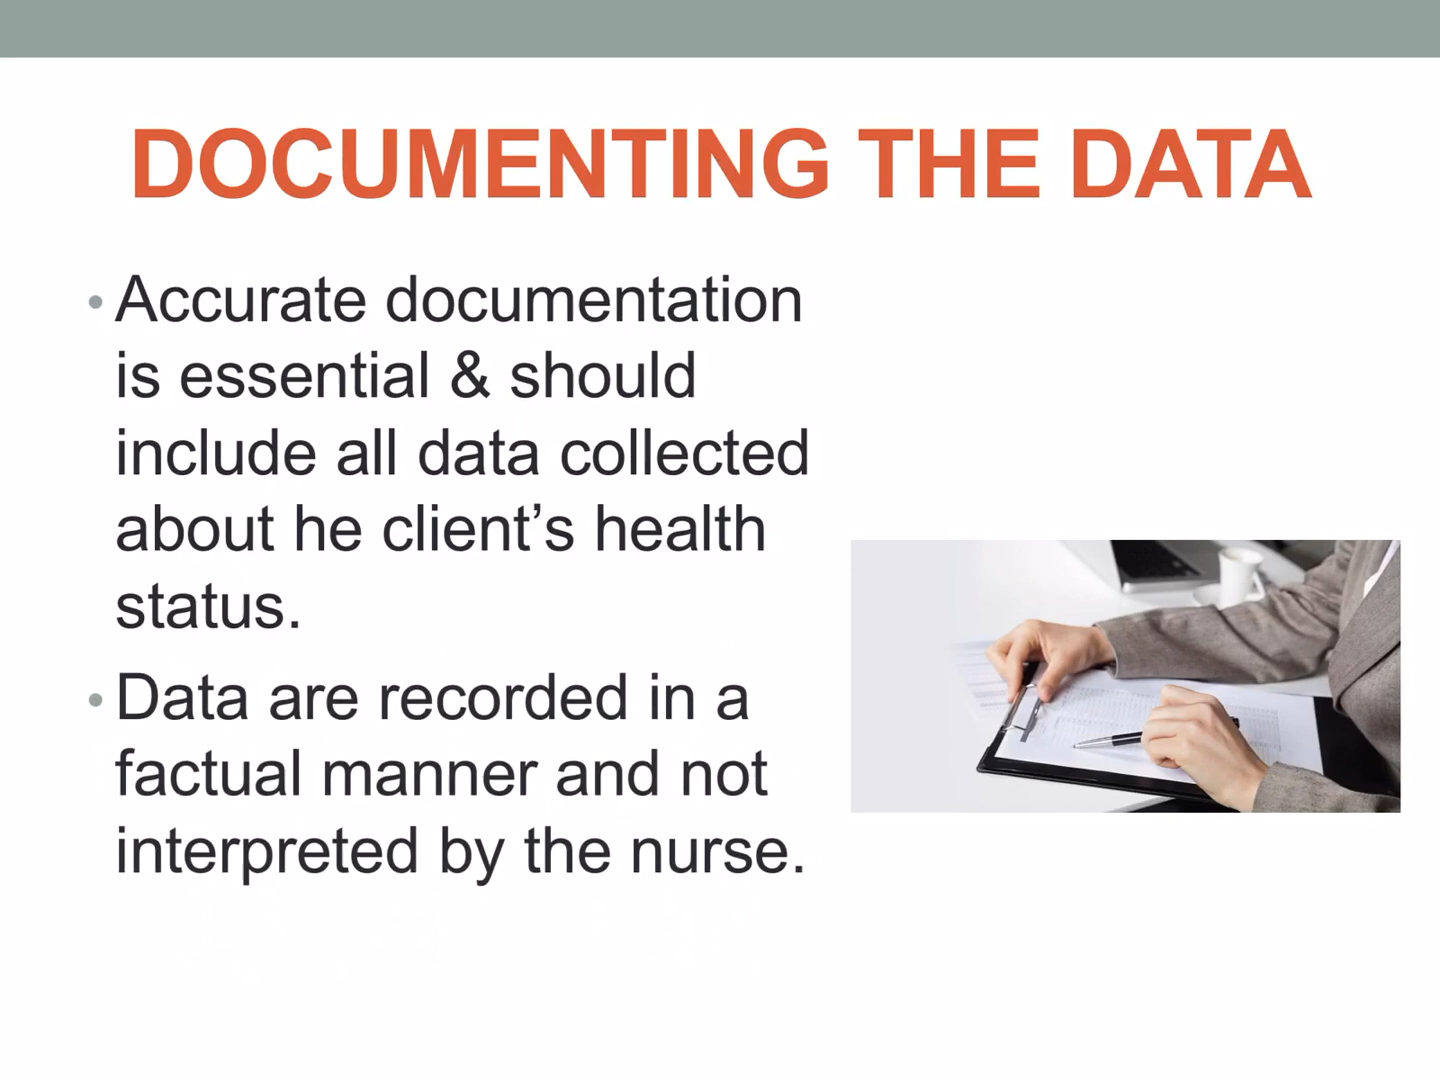 DOCUMENTING THE DATA
• Accurate documentation
is essential & should
include all data collected
about he client’s health
status.
• Data are recorded in a
factual manner and not
interpreted by the nurse.